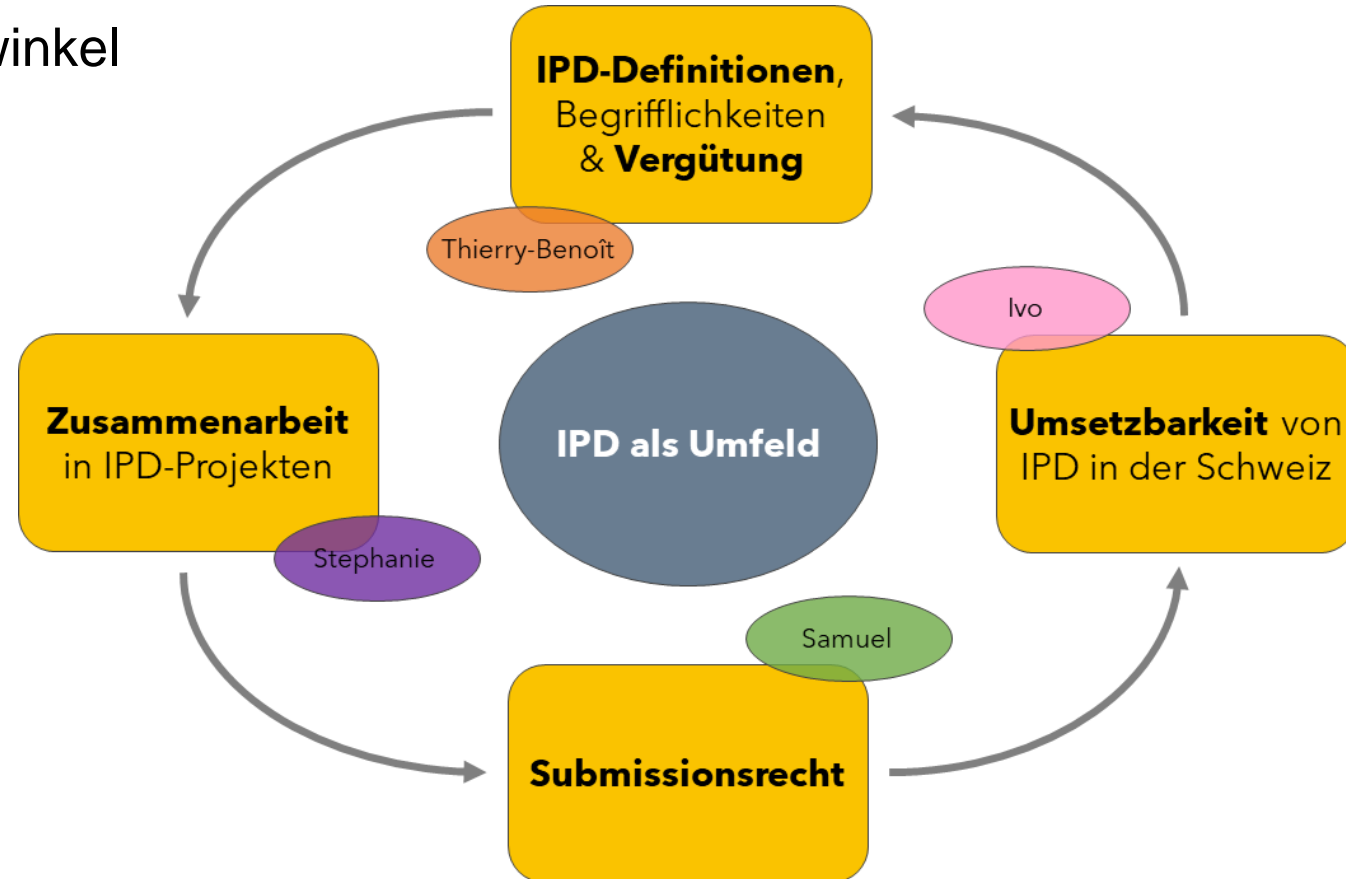 winkel
IPD-Definitionen,
Begrifflichkeiten
& Vergütung
Thierry-Benoît
Ivo
Zusammenarbeit
in IPD-Projekten
IPD als Umfeld
Umsetzbarkeit von
IPD in der Schweiz
Stephanie
Samuel
Submissionsrecht